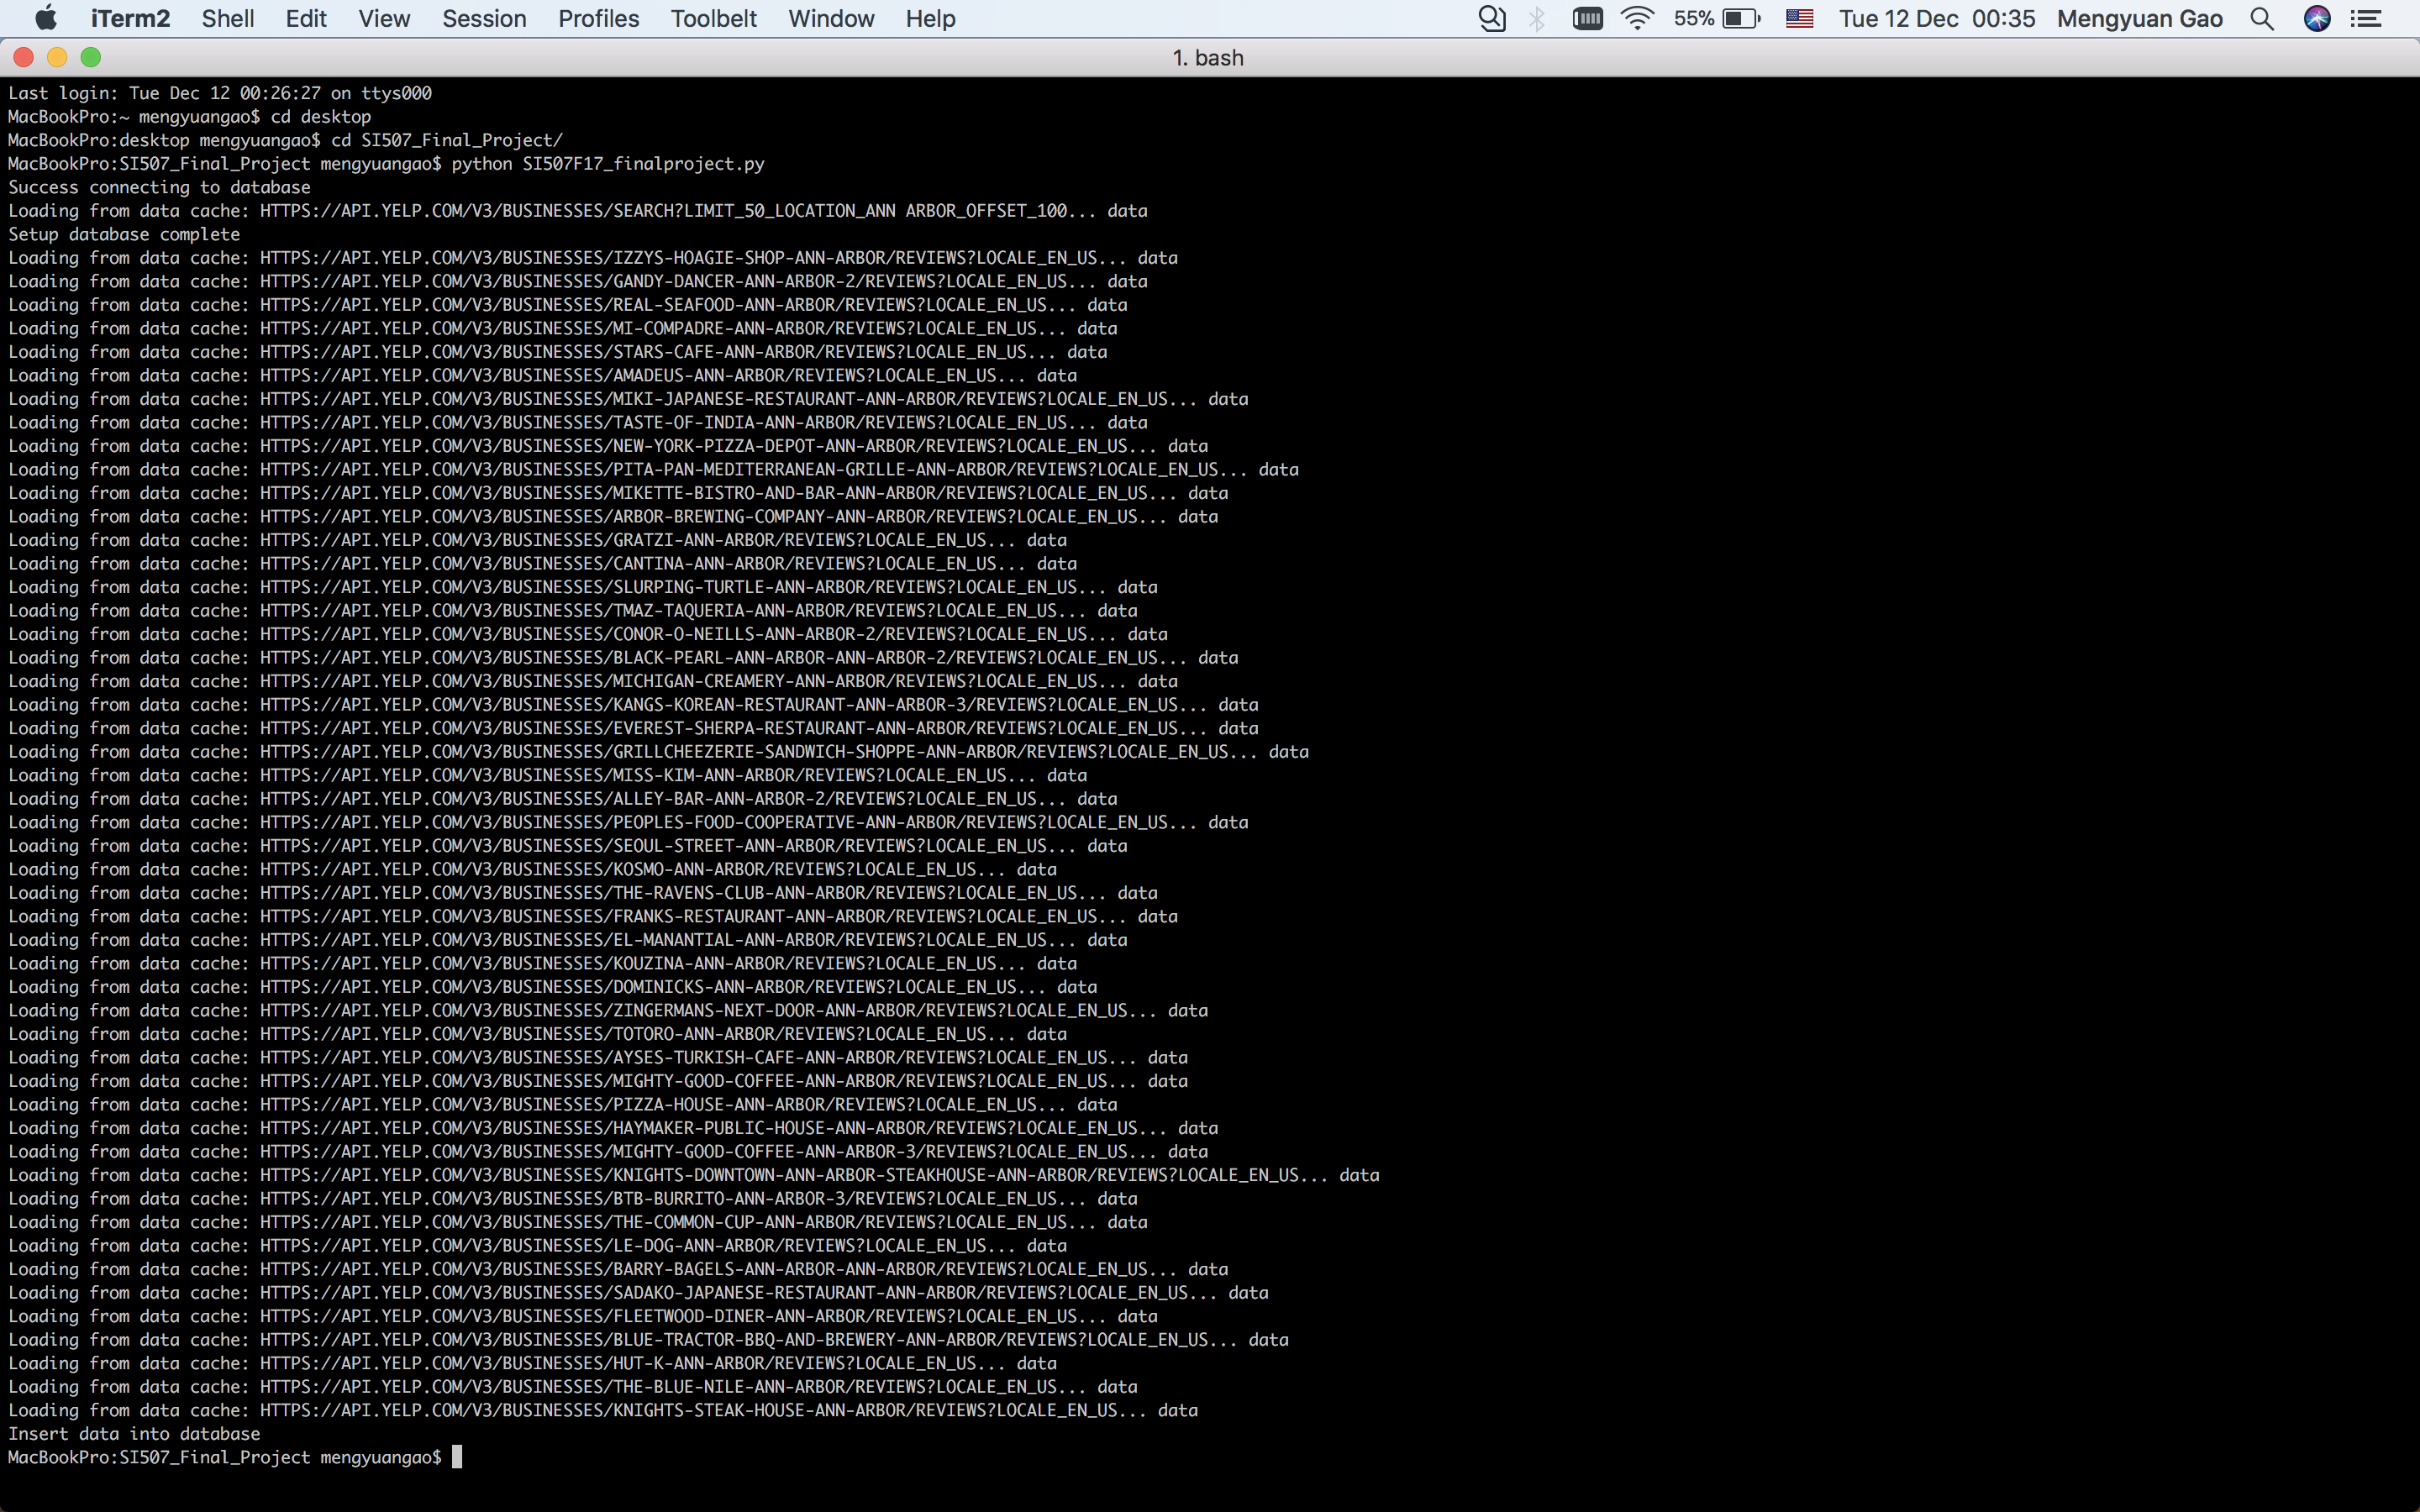 iTerm2 Shell Edit View Session Profiles Toolbelt Window Help 55% Tue 12 Dec 00:35 Mengyuan Gao
1. bash
Last login: Tue Dec 12 00:26:27 on ttys000
MacBookPro:~ mengyuangao$ cd desktop
MacBookPro:desktop mengyuangao$ cd SI507_Final_Project/
MacBookPro:SI507_Final_Project mengyuangao$ python SI507F17_finalproject.py
Success connecting to database
Loading from data cache: HTTPS://API.YELP.COM/V3/BUSINESSES/SEARCH?LIMIT_50_LOCATION_ANN ARBOR_OFFSET_100... data
Setup database complete
Loading from data cache: HTTPS://API.YELP.COM/V3/BUSINESSES/IZZYS-HOAGIE-SHOP-ANN-ARBOR/REVIEWS?LOCALE_EN_US... data
Loading from data cache: HTTPS://API.YELP.COM/V3/BUSINESSES/GANDY-DANCER-ANN-ARBOR-2/REVIEWS?LOCALE_EN_US... data
Loading from data cache: HTTPS://API.YELP.COM/V3/BUSINESSES/REAL-SEAFOOD-ANN-ARBOR/REVIEWS?LOCALE_EN_US... data
Loading from data cache: HTTPS://API.YELP.COM/V3/BUSINESSES/MI-COMPADRE-ANN-ARBOR/REVIEWS?LOCALE_EN_US... data
Loading from data cache: HTTPS://API.YELP.COM/V3/BUSINESSES/STARS-CAFE-ANN-ARBOR/REVIEWS?LOCALE_EN_US... data
Loading from data cache: HTTPS://API.YELP.COM/V3/BUSINESSES/AMADEUS-ANN-ARBOR/REVIEWS?LOCALE_EN_US... data
Loading from data cache: HTTPS://API.YELP.COM/V3/BUSINESSES/MIKI-JAPANESE-RESTAURANT-ANN-ARBOR/REVIEWS?LOCALE_EN_US... data
Loading from data cache: HTTPS://API.YELP.COM/V3/BUSINESSES/TASTE-OF-INDIA-ANN-ARBOR/REVIEWS?LOCALE_EN_US... data
Loading from data cache: HTTPS://API.YELP.COM/V3/BUSINESSES/NEW-YORK-PIZZA-DEPOT-ANN-ARBOR/REVIEWS?LOCALE_EN_US... data
Loading from data cache: HTTPS://API.YELP.COM/V3/BUSINESSES/PITA-PAN-MEDITERRANEAN-GRILLE-ANN-ARBOR/REVIEWS?LOCALE_EN_US... data
Loading from data cache: HTTPS://API.YELP.COM/V3/BUSINESSES/MIKETTE-BISTRO-AND-BAR-ANN-ARBOR/REVIEWS?LOCALE_EN_US... data
Loading from data cache: HTTPS://API.YELP.COM/V3/BUSINESSES/ARBOR-BREWING-COMPANY-ANN-ARBOR/REVIEWS?LOCALE_EN_US... data
Loading from data cache: HTTPS://API.YELP.COM/V3/BUSINESSES/GRATZI-ANN-ARBOR/REVIEWS?LOCALE_EN_US... data
Loading from data cache: HTTPS://API.YELP.COM/V3/BUSINESSES/CANTINA-ANN-ARBOR/REVIEWS?LOCALE_EN_US... data
Loading from data cache: HTTPS://API.YELP.COM/V3/BUSINESSES/SLURPING-TURTLE-ANN-ARBOR/REVIEWS?LOCALE_EN_US... data
Loading from data cache: HTTPS://API.YELP.COM/V3/BUSINESSES/TMAZ-TAQUERIA-ANN-ARBOR/REVIEWS?LOCALE_EN_US... data
Loading from data cache: HTTPS://API.YELP.COM/V3/BUSINESSES/CONOR-O-NEILLS-ANN-ARBOR-2/REVIEWS?LOCALE_EN_US... data
Loading from data cache: HTTPS://API.YELP.COM/V3/BUSINESSES/BLACK-PEARL-ANN-ARBOR-ANN-ARBOR-2/REVIEWS?LOCALE_EN_US... data
Loading from data cache: HTTPS://API.YELP.COM/V3/BUSINESSES/MICHIGAN-CREAMERY-ANN-ARBOR/REVIEWS?LOCALE_EN_US... data
Loading from data cache: HTTPS://API.YELP.COM/V3/BUSINESSES/KANGS-KOREAN-RESTAURANT-ANN-ARBOR-3/REVIEWS?LOCALE_EN_US... data
Loading from data cache: HTTPS://API.YELP.COM/V3/BUSINESSES/EVEREST-SHERPA-RESTAURANT-ANN-ARBOR/REVIEWS?LOCALE_EN_US... data
Loading from data cache: HTTPS://API.YELP.COM/V3/BUSINESSES/GRILLCHEEZERIE-SANDWICH-SHOPPE-ANN-ARBOR/REVIEWS?LOCALE_EN_US... data
Loading from data cache: HTTPS://API.YELP.COM/V3/BUSINESSES/MISS-KIM-ANN-ARBOR/REVIEWS?LOCALE_EN_US... data
Loading from data cache: HTTPS://API.YELP.COM/V3/BUSINESSES/ALLEY-BAR-ANN-ARBOR-2/REVIEWS?LOCALE_EN_US... data
Loading from data cache: HTTPS://API.YELP.COM/V3/BUSINESSES/PEOPLES-FOOD-COOPERATIVE-ANN-ARBOR/REVIEWS?LOCALE_EN_US... data
Loading from data cache: HTTPS://API.YELP.COM/V3/BUSINESSES/SEOUL-STREET-ANN-ARBOR/REVIEWS?LOCALE_EN_US... data
Loading from data cache: HTTPS://API.YELP.COM/V3/BUSINESSES/KOSMO-ANN-ARBOR/REVIEWS?LOCALE_EN_US... data
Loading from data cache: HTTPS://API.YELP.COM/V3/BUSINESSES/THE-RAVENS-CLUB-ANN-ARBOR/REVIEWS?LOCALE_EN_US... data
Loading from data cache: HTTPS://API.YELP.COM/V3/BUSINESSES/FRANKS-RESTAURANT-ANN-ARBOR/REVIEWS?LOCALE_EN_US... data
Loading from data cache: HTTPS://API.YELP.COM/V3/BUSINESSES/EL-MANANTIAL-ANN-ARBOR/REVIEWS?LOCALE_EN_US... data
Loading from data cache: HTTPS://API.YELP.COM/V3/BUSINESSES/KOUZINA-ANN-ARBOR/REVIEWS?LOCALE_EN_US... data
Loading from data cache: HTTPS://API.YELP.COM/V3/BUSINESSES/DOMINICKS-ANN-ARBOR/REVIEWS?LOCALE_EN_US... data
Loading from data cache: HTTPS://API.YELP.COM/V3/BUSINESSES/ZINGERMANS-NEXT-DOOR-ANN-ARBOR/REVIEWS?LOCALE_EN_US... data
Loading from data cache: HTTPS://API.YELP.COM/V3/BUSINESSES/TOTORO-ANN-ARBOR/REVIEWS?LOCALE_EN_US... data
Loading from data cache: HTTPS://API.YELP.COM/V3/BUSINESSES/AYSES-TURKISH-CAFE-ANN-ARBOR/REVIEWS?LOCALE_EN_US... data
Loading from data cache: HTTPS://API.YELP.COM/V3/BUSINESSES/MIGHTY-GOOD-COFFEE-ANN-ARBOR/REVIEWS?LOCALE_EN_US... data
Loading from data cache: HTTPS://API.YELP.COM/V3/BUSINESSES/PIZZA-HOUSE-ANN-ARBOR/REVIEWS?LOCALE_EN_US... data
Loading from data cache: HTTPS://API.YELP.COM/V3/BUSINESSES/HAYMAKER-PUBLIC-HOUSE-ANN-ARBOR/REVIEWS?LOCALE_EN_US... data
Loading from data cache: HTTPS://API.YELP.COM/V3/BUSINESSES/MIGHTY-GOOD-COFFEE-ANN-ARBOR-3/REVIEWS?LOCALE_EN_US... data
Loading from data cache: HTTPS://API.YELP.COM/V3/BUSINESSES/KNIGHTS-DOWNTOWN-ANN-ARBOR-STEAKHOUSE-ANN-ARBOR/REVIEWS?LOCALE_EN_US... data
Loading from data cache: HTTPS://API.YELP.COM/V3/BUSINESSES/BTB-BURRITO-ANN-ARBOR-3/REVIEWS?LOCALE_EN_US... data
Loading from data cache: HTTPS://API.YELP.COM/V3/BUSINESSES/THE-COMMON-CUP-ANN-ARBOR/REVIEWS?LOCALE_EN_US... data
Loading from data cache: HTTPS://API.YELP.COM/V3/BUSINESSES/LE-DOG-ANN-ARBOR/REVIEWS?LOCALE_EN_US... data
Loading from data cache: HTTPS://API.YELP.COM/V3/BUSINESSES/BARRY-BAGELS-ANN-ARBOR-ANN-ARBOR/REVIEWS?LOCALE_EN_US... data
Loading from data cache: HTTPS://API.YELP.COM/V3/BUSINESSES/SADAKO-JAPANESE-RESTAURANT-ANN-ARBOR/REVIEWS?LOCALE_EN_US... data
Loading from data cache: HTTPS://API.YELP.COM/V3/BUSINESSES/FLEETWOOD-DINER-ANN-ARBOR/REVIEWS?LOCALE_EN_US... data
Loading from data cache: HTTPS://API.YELP.COM/V3/BUSINESSES/BLUE-TRACTOR-BBQ-AND-BREWERY-ANN-ARBOR/REVIEWS?LOCALE_EN_US... data
Loading from data cache: HTTPS://API.YELP.COM/V3/BUSINESSES/HUT-K-ANN-ARBOR/REVIEWS?LOCALE_EN_US... data
Loading from data cache: HTTPS://API.YELP.COM/V3/BUSINESSES/THE-BLUE-NILE-ANN-ARBOR/REVIEWS?LOCALE_EN_US... data
Loading from data cache: HTTPS://API.YELP.COM/V3/BUSINESSES/KNIGHTS-STEAK-HOUSE-ANN-ARBOR/REVIEWS?LOCALE_EN_US... data
Insert data into database
MacBookPro:SI507_Final_Project mengyuangao$